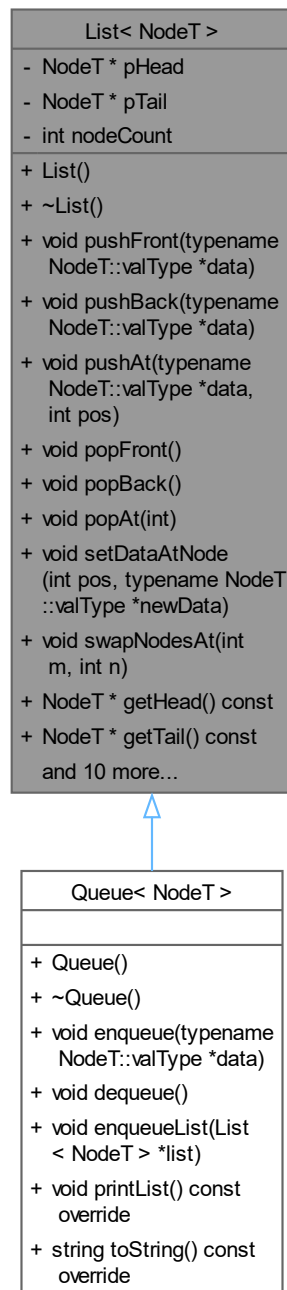 List< NodeT >
- NodeT * pHead
- NodeT * pTail
- int nodeCount
+ List()
+ ~List()
+ void pushFront(typename
NodeT::valType *data)
+ void pushBack(typename
NodeT::valType *data)
+ void pushAt(typename
NodeT::valType *data,
int pos)
+ void popFront()
+ void popBack()
+ void popAt(int)
+ void setDataAtNode
(int pos, typename NodeT
::valType *newData)
+ void swapNodesAt(int
m, int n)
+ NodeT * getHead() const
+ NodeT * getTail() const
and 10 more...
Queue< NodeT >
+ Queue()
+ ~Queue()
+ void enqueue(typename
NodeT::valType *data)
+ void dequeue()
+ void enqueueList(List
< NodeT > *list)
+ void printList() const
override
+ string toString() const
override